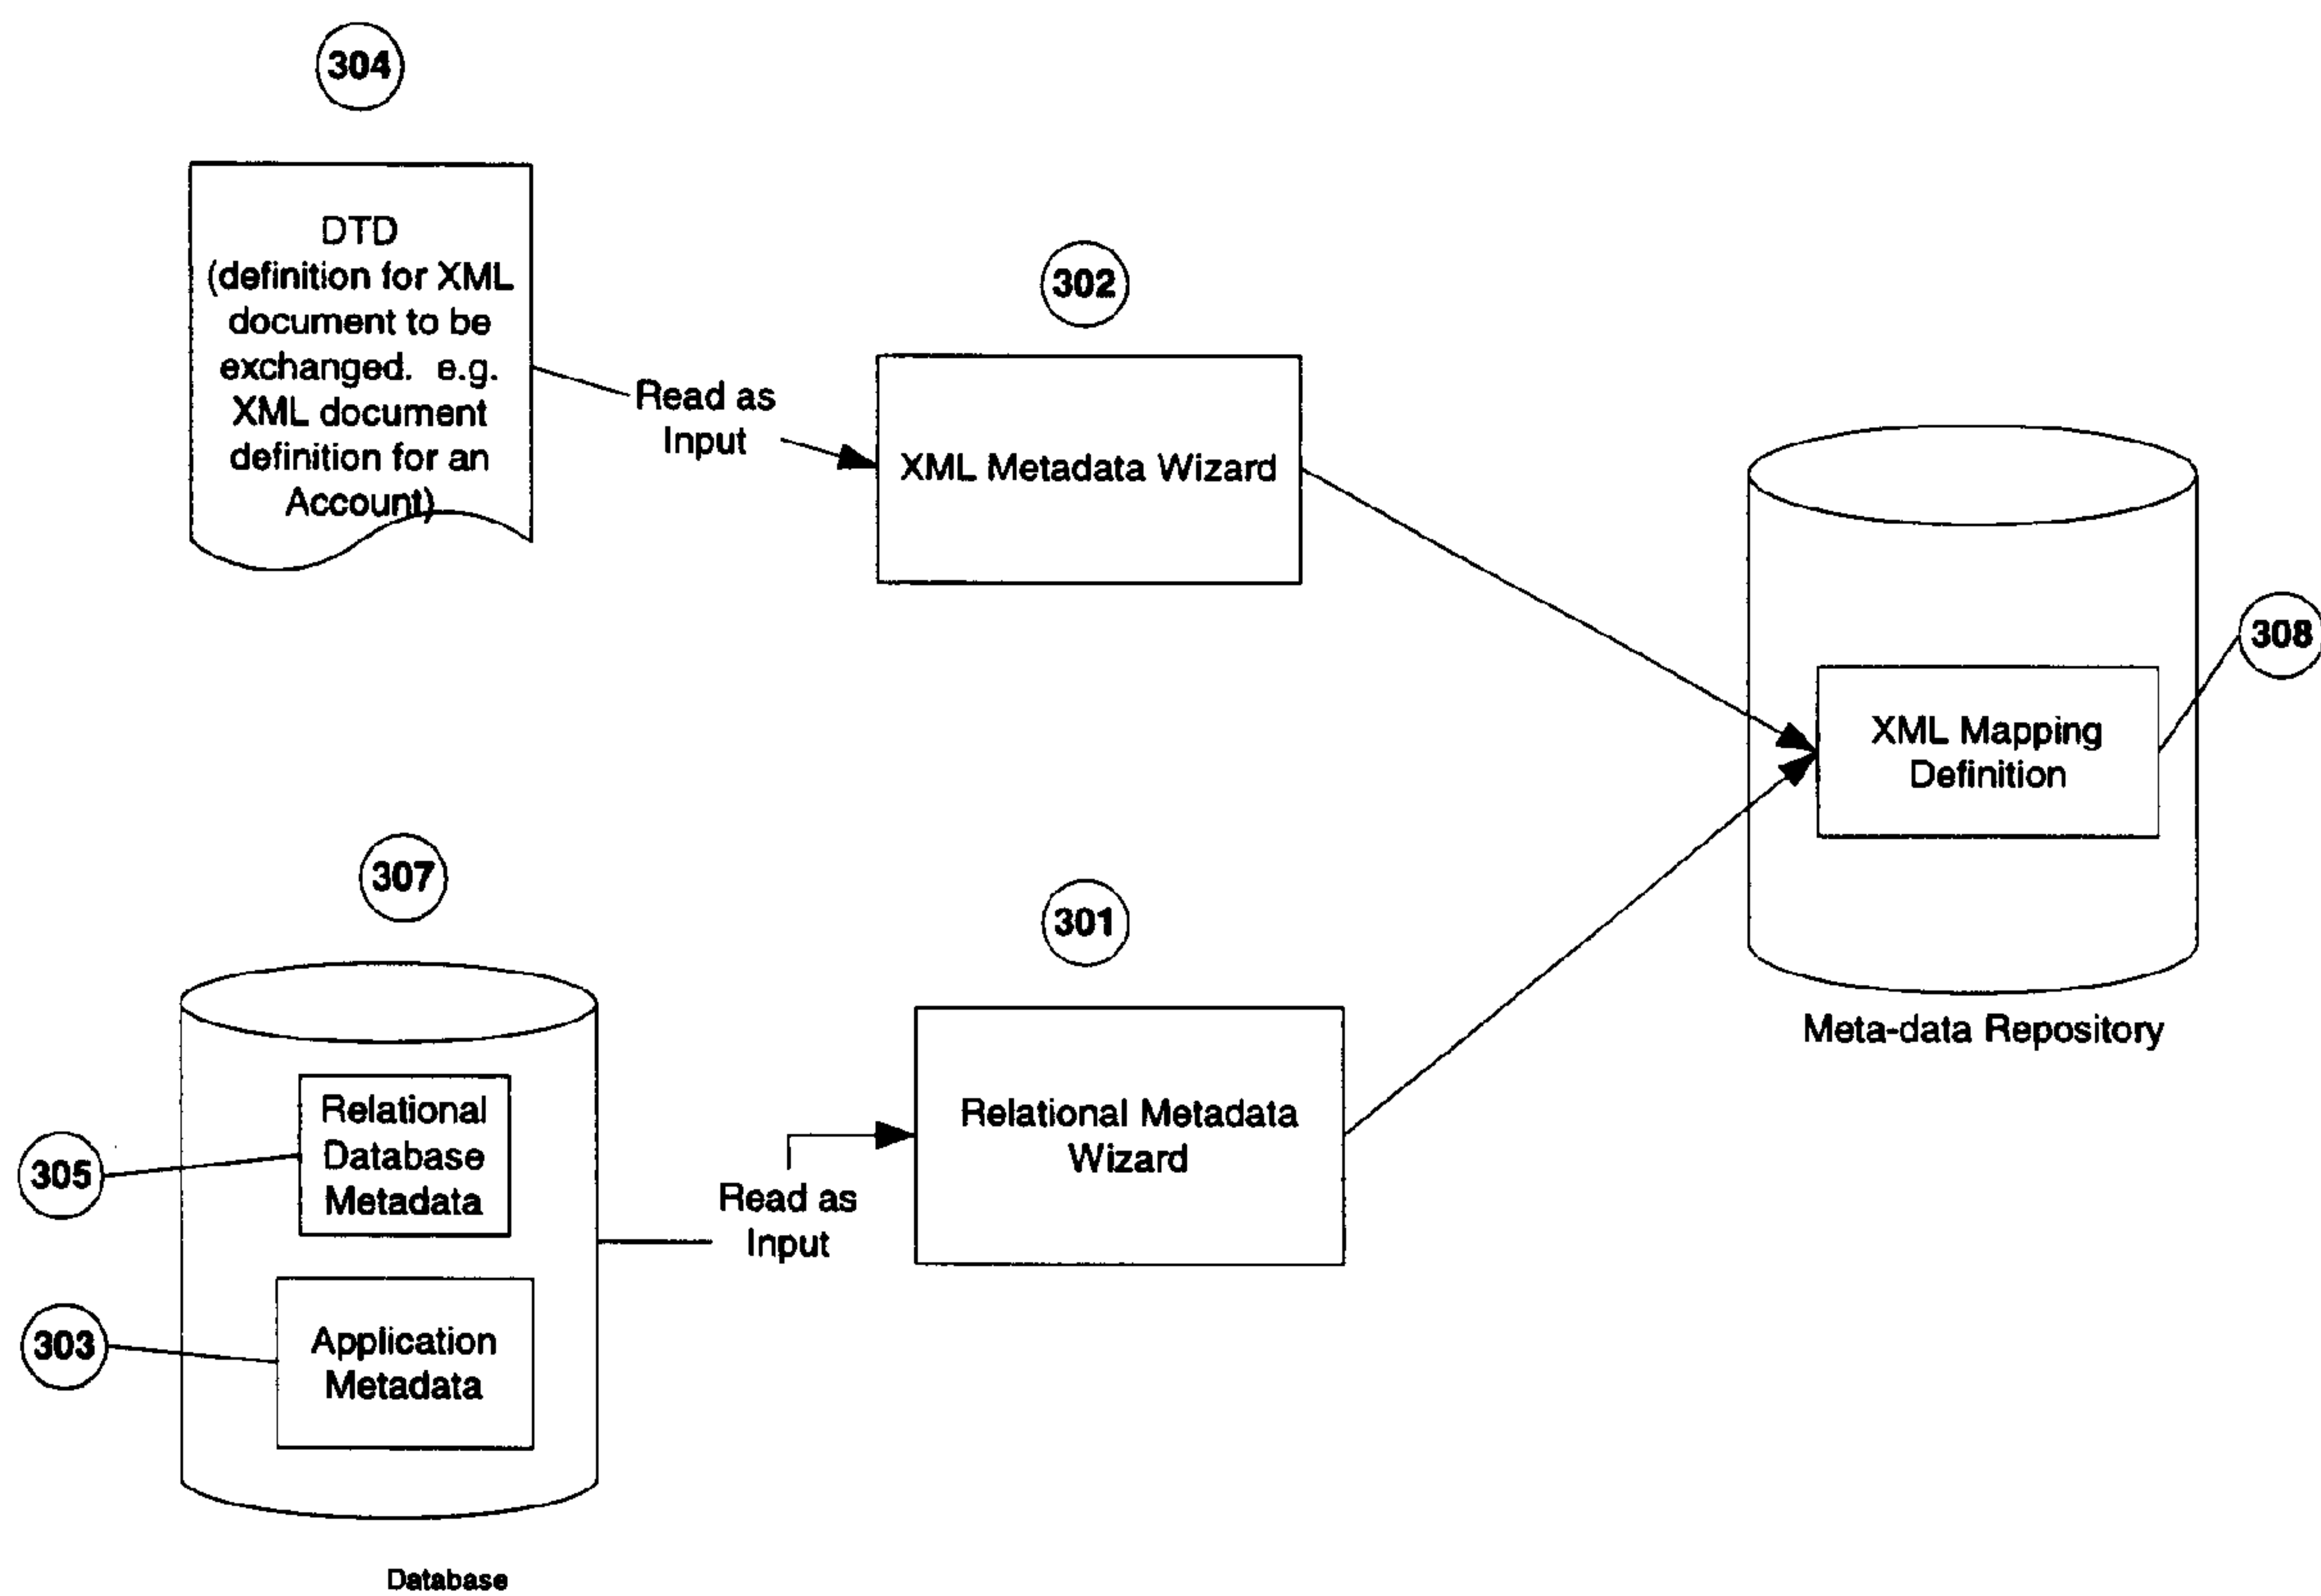 304
DTD
(definition for XML
document to be
exchanged. e.g.
XML document
definition for an
Account)
Read as
Input
302
XML Metadata Wizard
XML Mapping
Definition
308
Meta-data Repository
307
Relational
Database
Metadata
305
Application
Metadata
303
Database
Read as
Input
301
Relational Metadata
Wizard